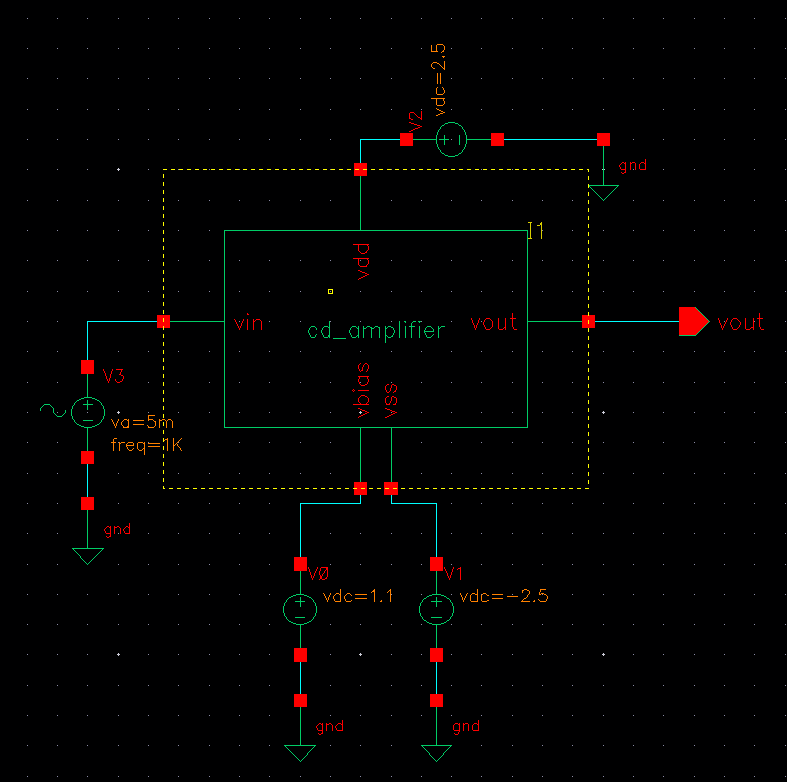 vdc=2.5
V2
gnd
I1
vdd
vin
cd_amplifier
vout
vout
vbias
vss
V3
va=5m
freq=1K
gnd
V0
vdc=1.1
V1
vdc=-2.5
gnd
gnd